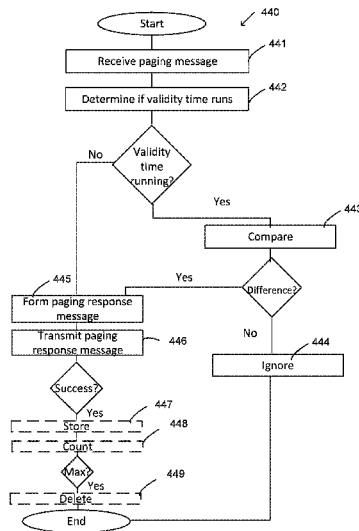 Start
440
Receive paging message
441
Determine if validity time runs
442
Validity
time
running?
No
Yes
Compare
443
Difference?
Yes
No
445
Form paging response
message
Transmit paging
response message
446
Ignore
444
Success?
Yes
447
Store
448
Count
Max?
Yes
449
Delete
End